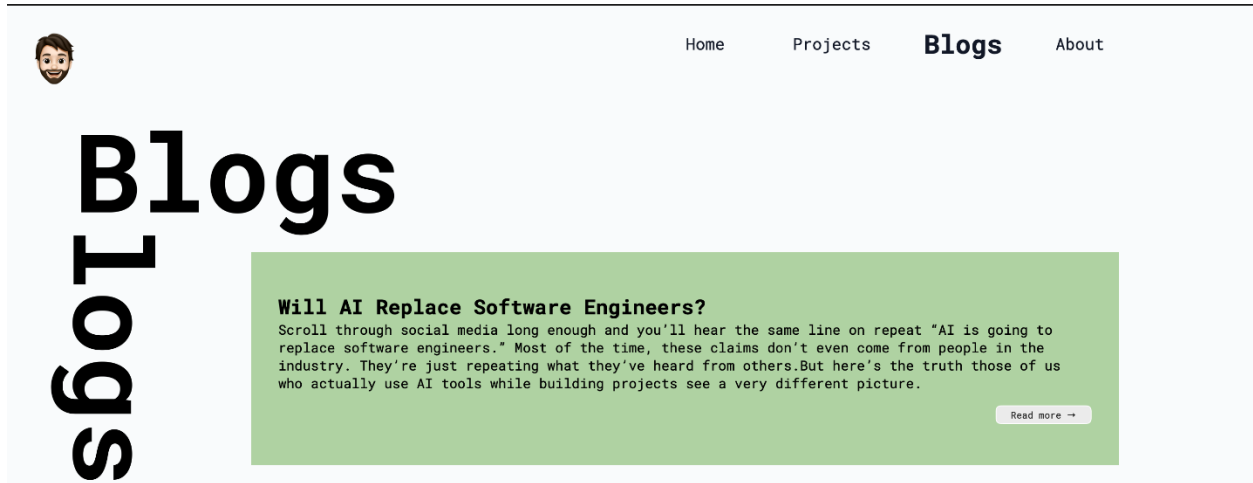 Home Projects Blogs About
Blogs
logs
Will AI Replace Software Engineers?
Scroll through social media long enough and you’ll hear the same line on repeat “AI is going to
replace software engineers.” Most of the time, these claims don’t even come from people in the
industry. They’re just repeating what they’ve heard from others.But here’s the truth those of us
who actually use AI tools while building projects see a very different picture.
Read more →